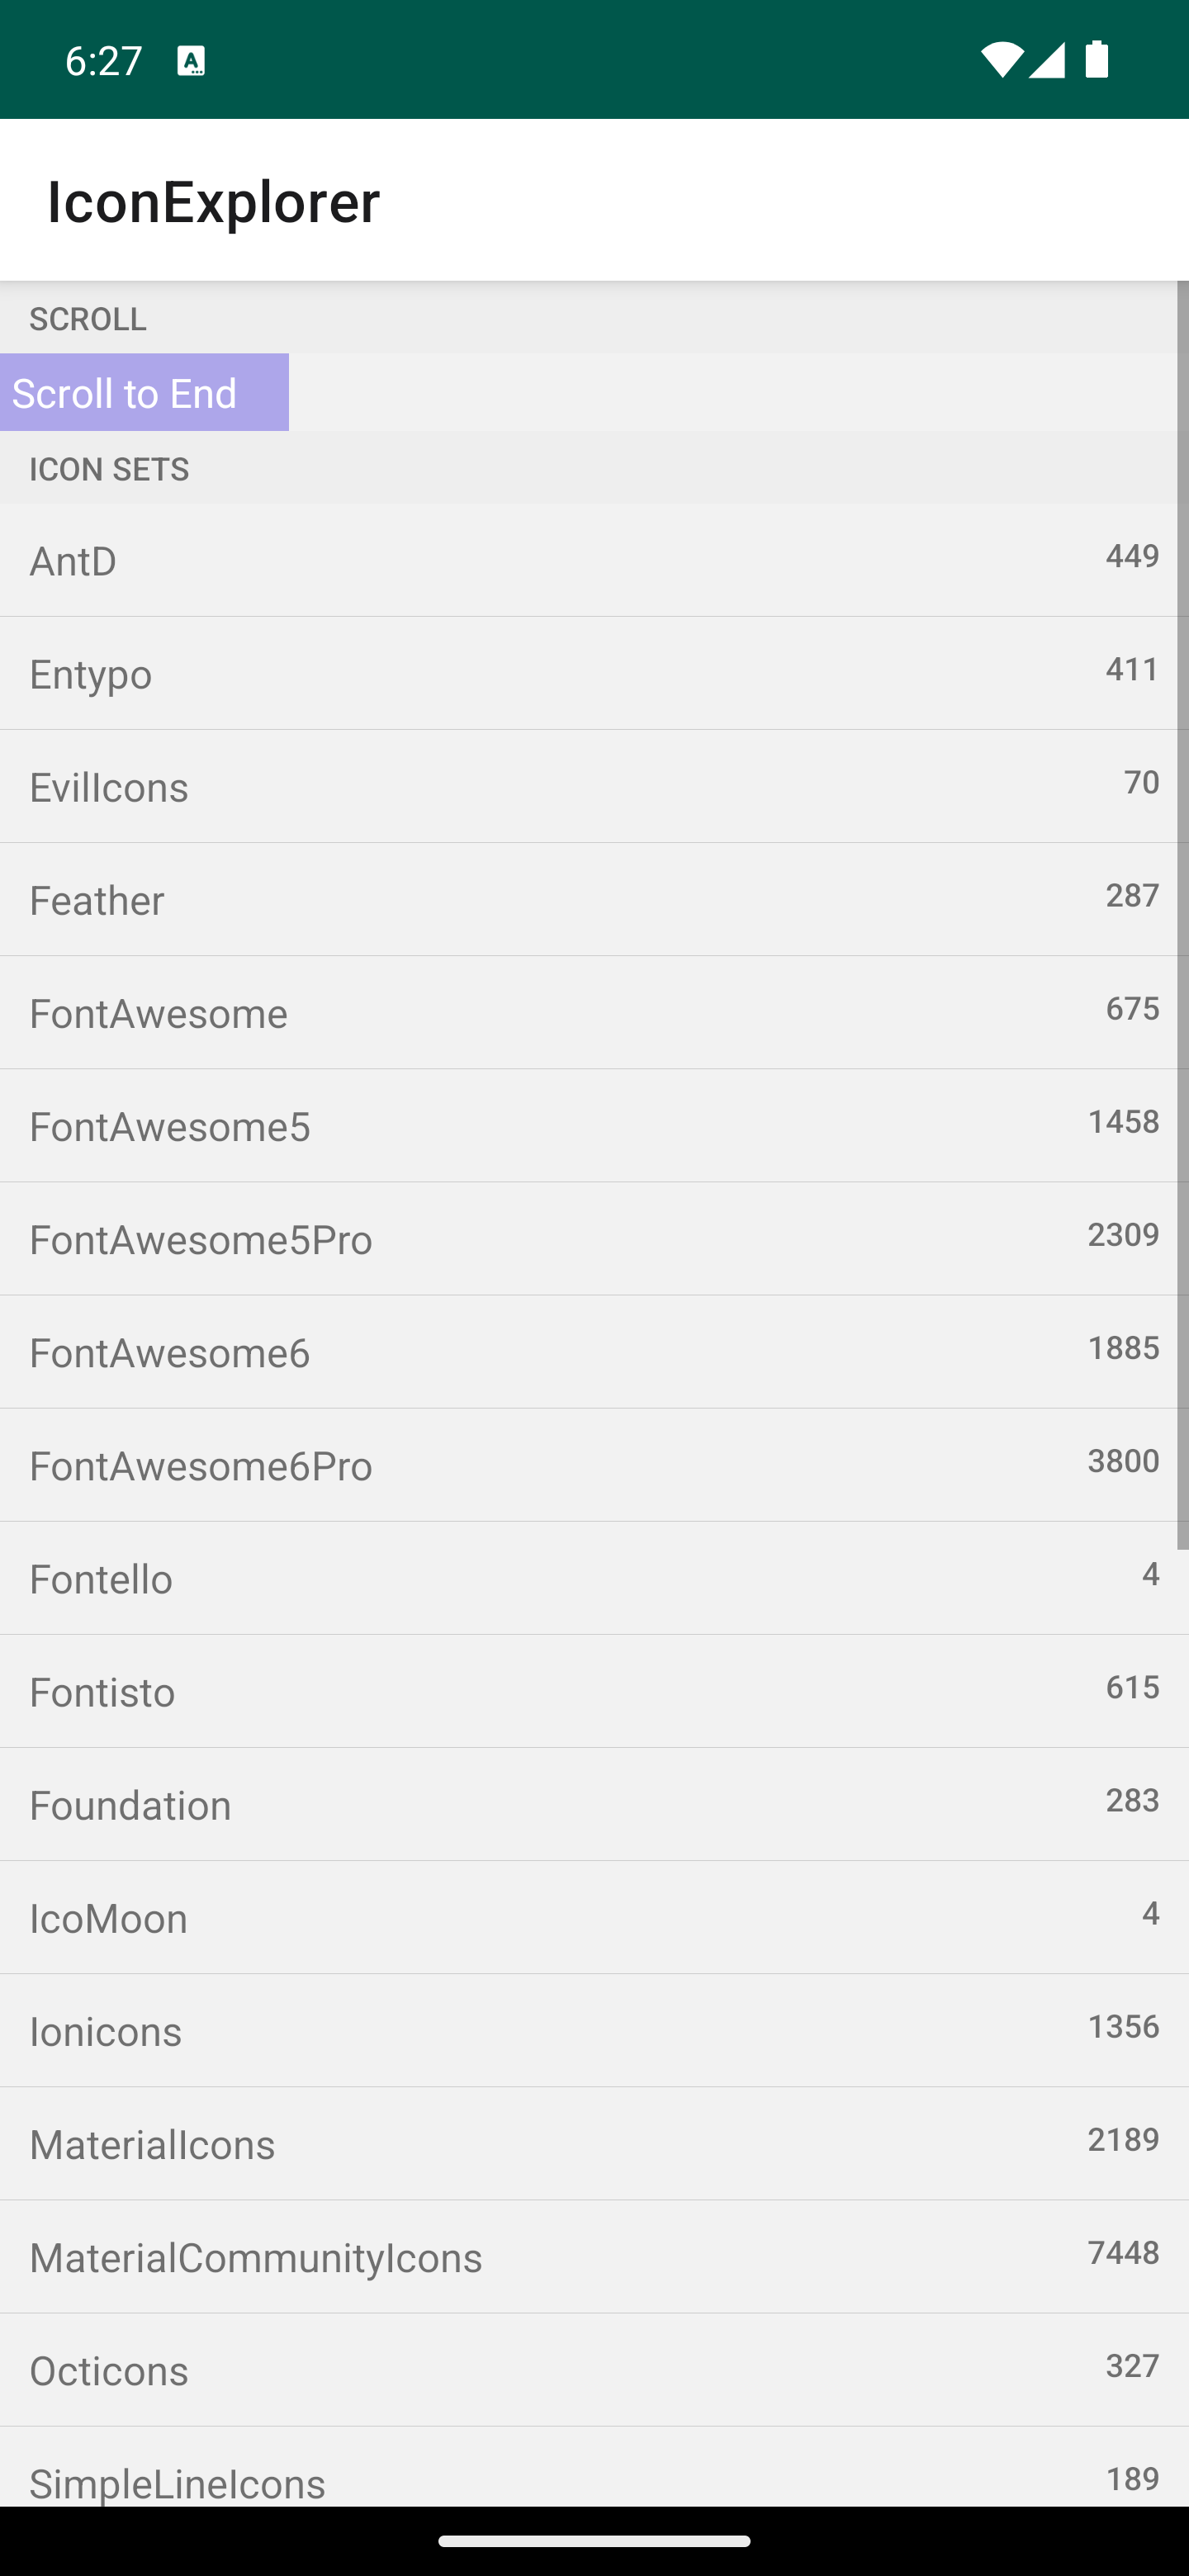 6:27
IconExplorer
SCROLL
Scroll to End
ICON SETS
AntD 449
Entypo 411
EvilIcons 70
Feather 287
FontAwesome 675
FontAwesome5 1458
FontAwesome5Pro 2309
FontAwesome6 1885
FontAwesome6Pro 3800
Fontello 4
Fontisto 615
Foundation 283
IcoMoon 4
Ionicons 1356
MaterialIcons 2189
MaterialCommunityIcons 7448
Octicons 327
SimpleLineIcons 189